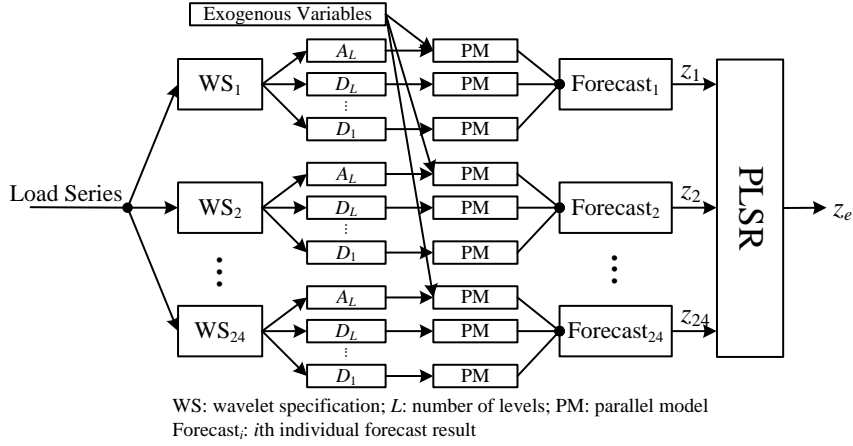 Exogenous Variables
A_L PM
WS_1 D_L PM Forecast_1 z_1
...
D_1 PM
A_L PM
Load Series WS_2 D_L PM Forecast_2 z_2 PLSR z_e
...
D_1 PM
A_L PM
WS_24 D_L PM Forecast_24 z_24
...
D_1 PM
WS: wavelet specification; L: number of levels; PM: parallel model
Forecast_i: ith individual forecast result